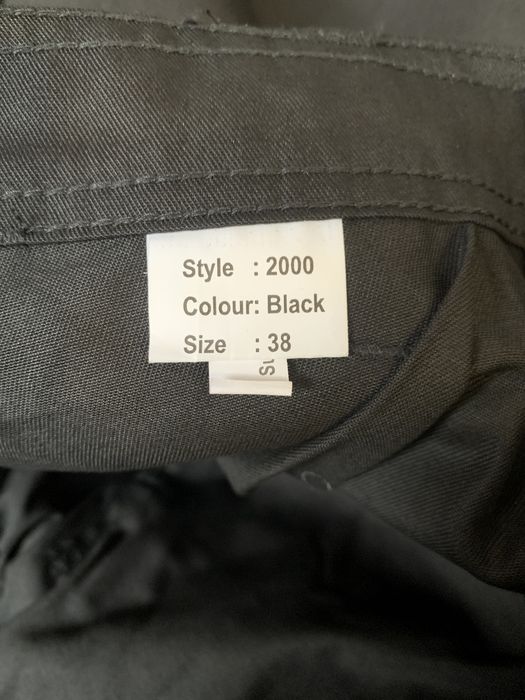 Style : 2000
Colour: Black
Size : 38